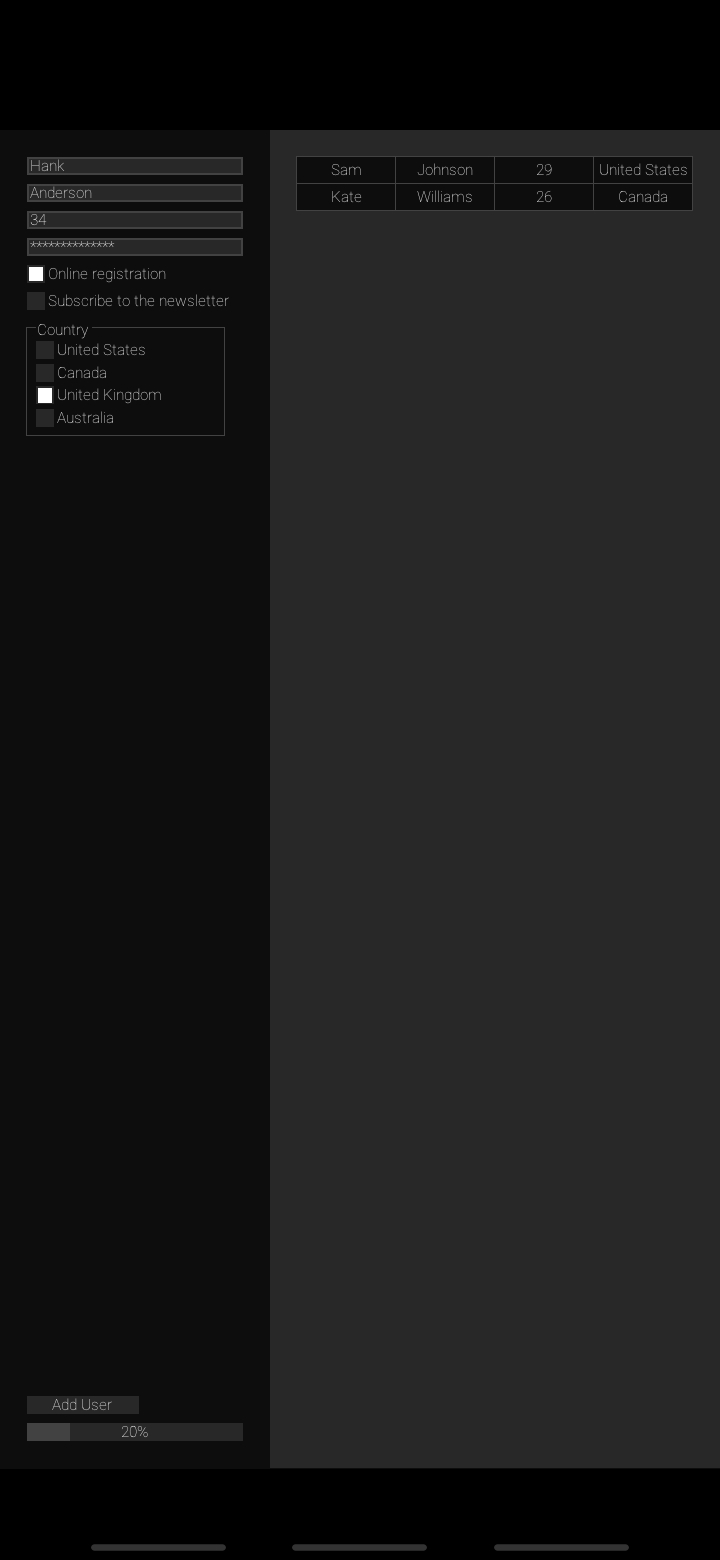 Hank
Anderson
34
**************
Online registration
Subscribe to the newsletter
Country
United States
Canada
United Kingdom
Australia
Add User
20%
Sam Johnson 29 United States
Kate Williams 26 Canada